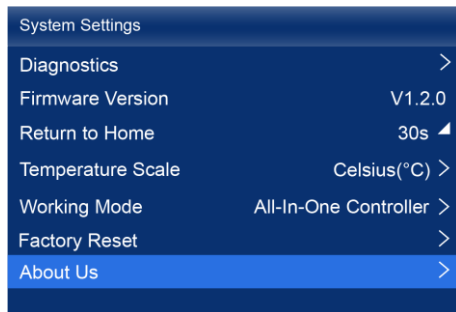 System Settings
Diagnostics >
Firmware Version V1.2.0
Return to Home 30s
Temperature Scale Celsius(°C) >
Working Mode All-In-One Controller >
Factory Reset >
About Us >